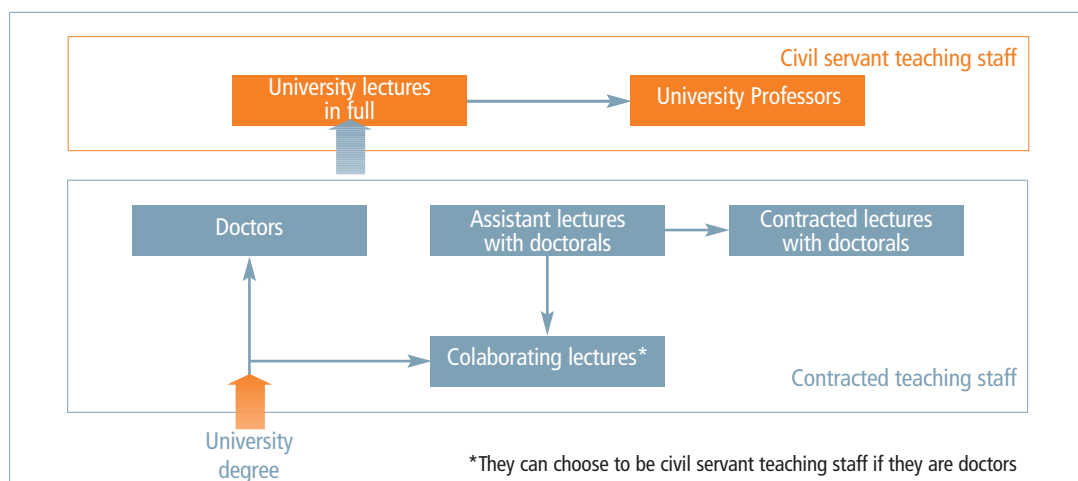 Civil servant teaching staff
University lectures
in full
University Professors
Doctors
Assistant lectures
with doctorals
Contracted lectures
with doctorals
Colaborating lectures*
Contracted teaching staff
University
degree
*They can choose to be civil servant teaching staff if they are doctors